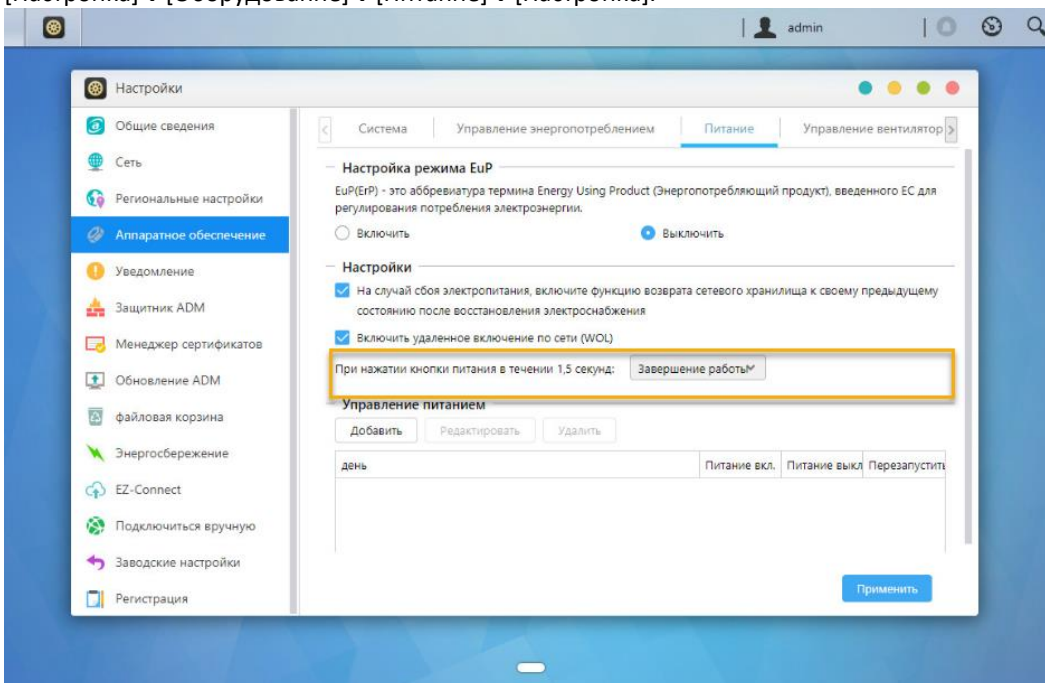 admin
Настройки
Общие сведения
Сеть
Региональные настройки
Аппаратное обеспечение
Уведомление
Защитник ADM
Менеджер сертификатов
Обновление ADM
файловая корзина
Энергосбережение
EZ-Connect
Подключиться вручную
Заводские настройки
Регистрация
Система
Управление энергопотреблением
Питание
Управление вентилятор
Настройка режима EuP
EuP(ErP) - это аббревиатура термина Energy Using Product (Энергопотребляющий продукт), введенного ЕС для
регулирования потребления электроэнергии.
Включить
Выключить
Настройки
На случай сбоя электропитания, включите функцию возврата сетевого хранилища к своему предыдущему
состоянию после восстановления электроснабжения
Включить удаленное включение по сети (WOL)
При нажатии кнопки питания в течении 1,5 секунд:
Завершение работы
Управление питанием
Добавить
Редактировать
Удалить
день
Питание вкл.
Питание выкл
Перезапустить
Применить